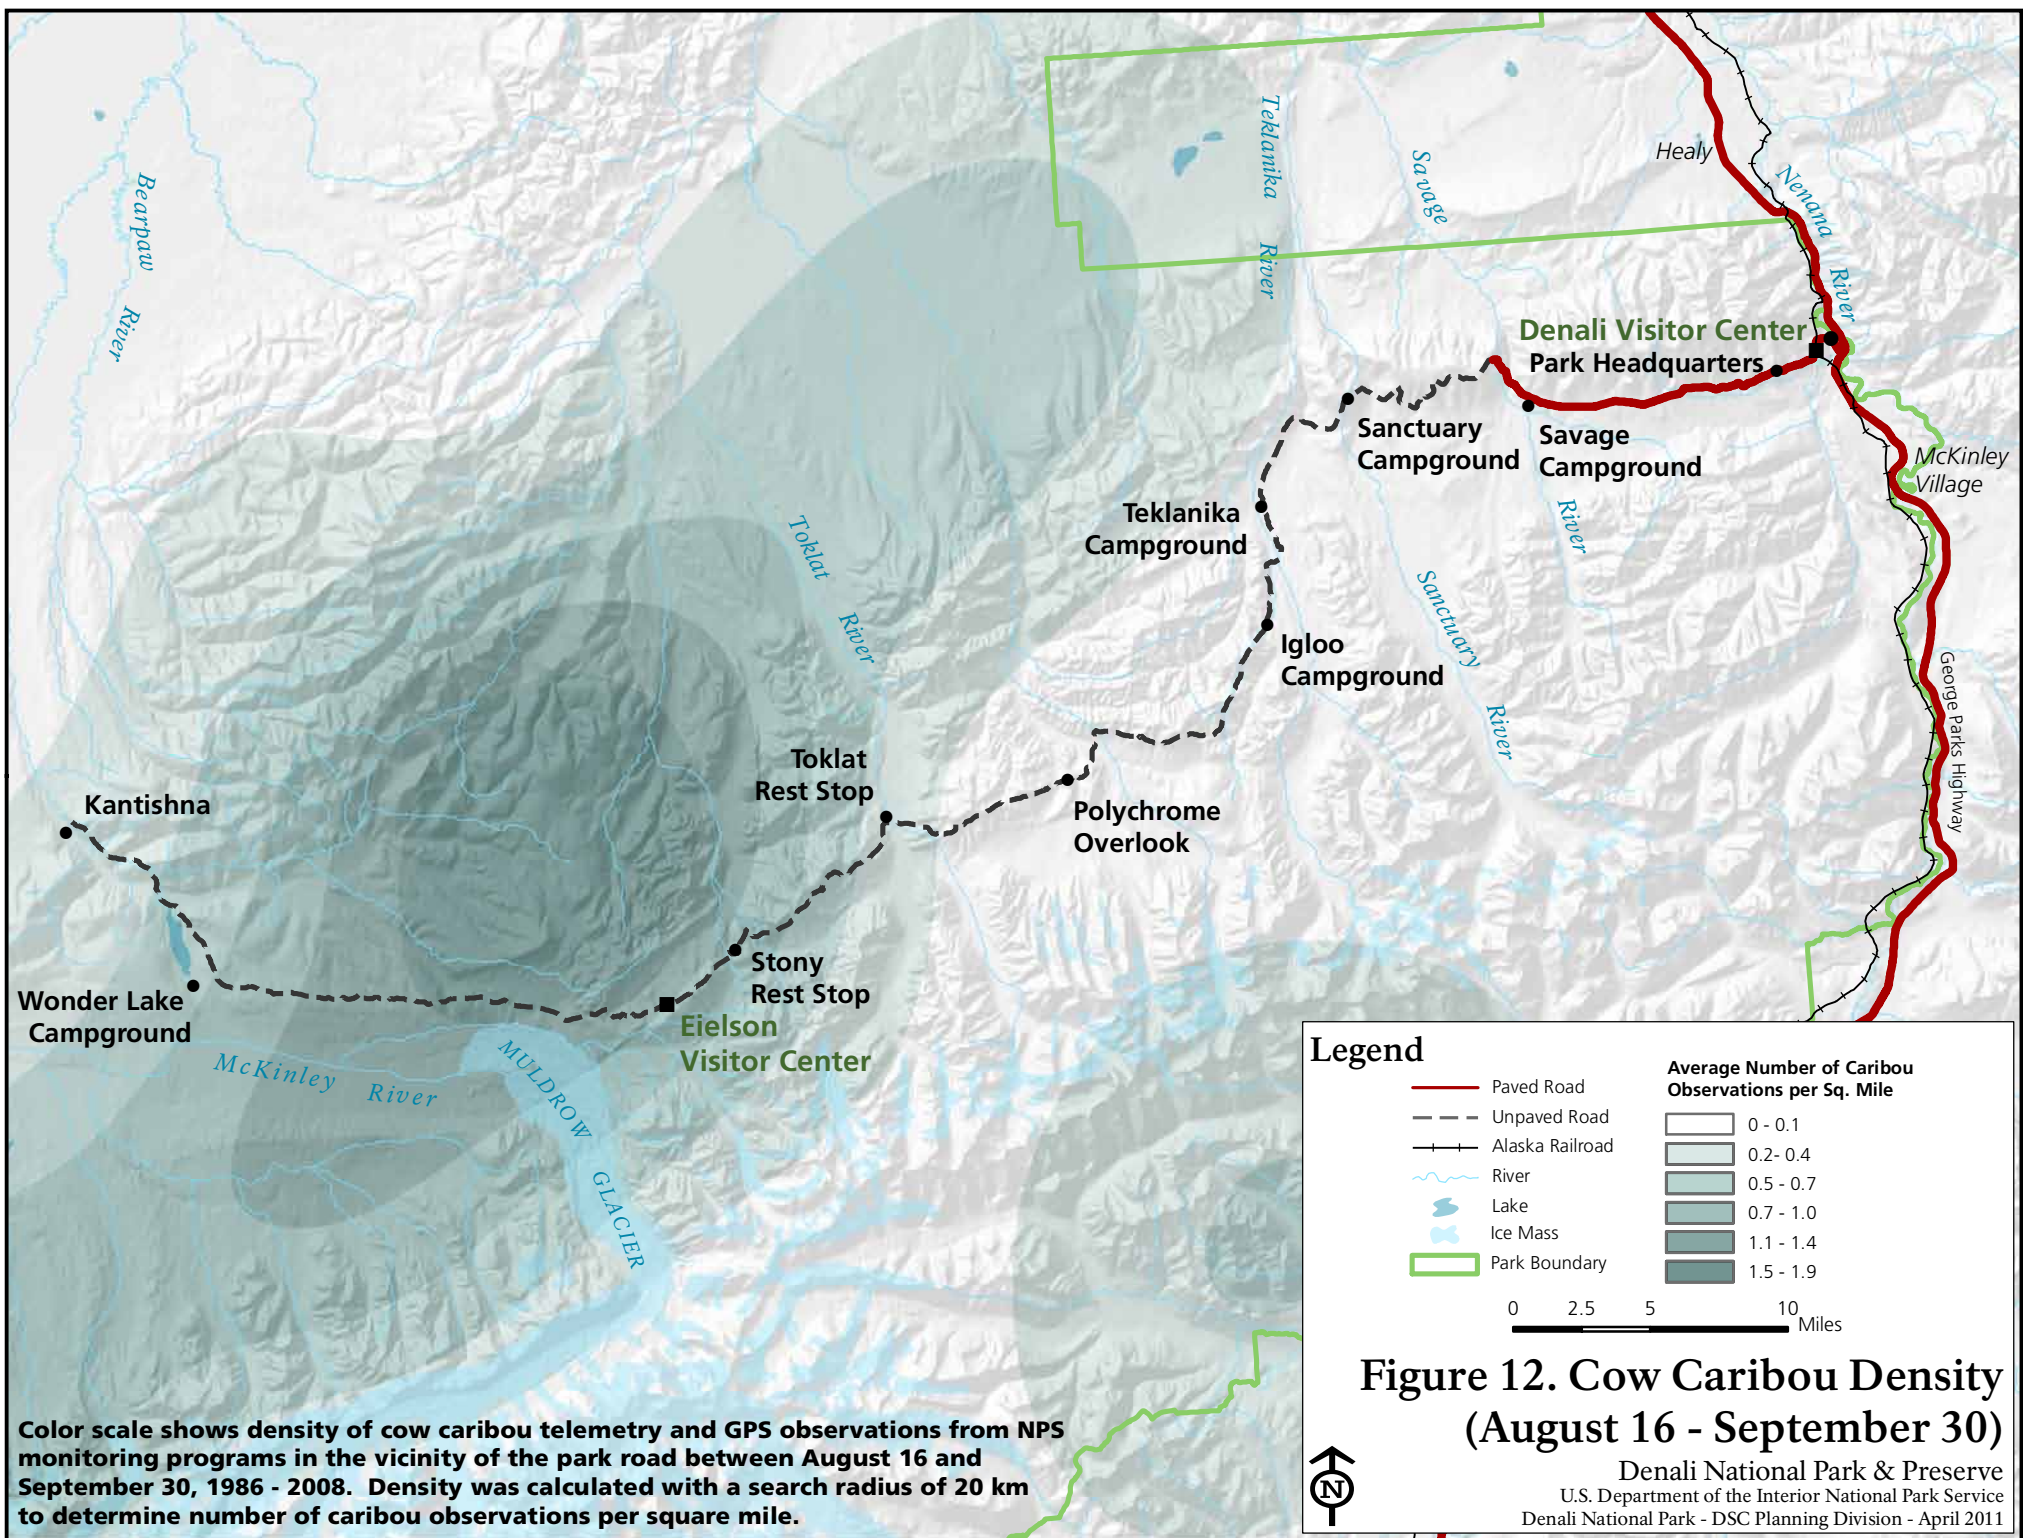 Bearpaw
River
Teklanika
River
Savage
Healy
Nenana
River
Denali Visitor Center
Park Headquarters
Sanctuary
Campground
Savage
Campground
McKinley
Village
River
Teklanika
Campground
Toklat
River
Sanctuary
River
Igloo
Campground
George Parks Highway
Toklat
Rest Stop
Kantishna
Polychrome
Overlook
Stony
Rest Stop
Wonder Lake
Campground
Eielson
Visitor Center
McKinley River
MULDROW
GLACIER
Legend
Paved Road
Unpaved Road
Alaska Railroad
River
Lake
Ice Mass
Park Boundary
Average Number of Caribou
Observations per Sq. Mile
0 - 0.1
0.2- 0.4
0.5 - 0.7
0.7 - 1.0
1.1 - 1.4
1.5 - 1.9
0 2.5 5 10
Miles
Figure 12. Cow Caribou Density
(August 16 - September 30)
N
Denali National Park & Preserve
U.S. Department of the Interior National Park Service
Denali National Park - DSC Planning Division - April 2011
Color scale shows density of cow caribou telemetry and GPS observations from NPS
monitoring programs in the vicinity of the park road between August 16 and
September 30, 1986 - 2008.  Density was calculated with a search radius of 20 km
to determine number of caribou observations per square mile.